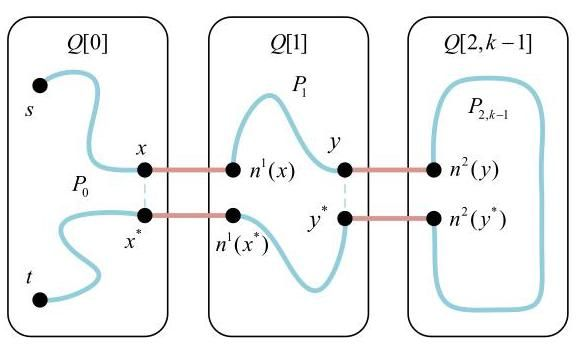 Q[0]
s
x
P₀
x*
t
Q[1]
P₁
n¹(x)
y
n¹(x*)
y*
Q[2,k−1]
P₂,ₖ₋₁
n²(y)
n²(y*)